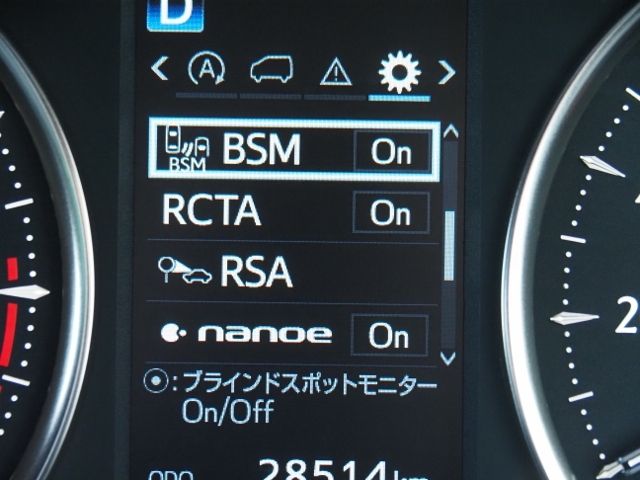 D
BSM BSM On
RCTA On
RSA
nanoe On
⦿:ブラインドスポットモニター
On/Off
ODO 28514km
2